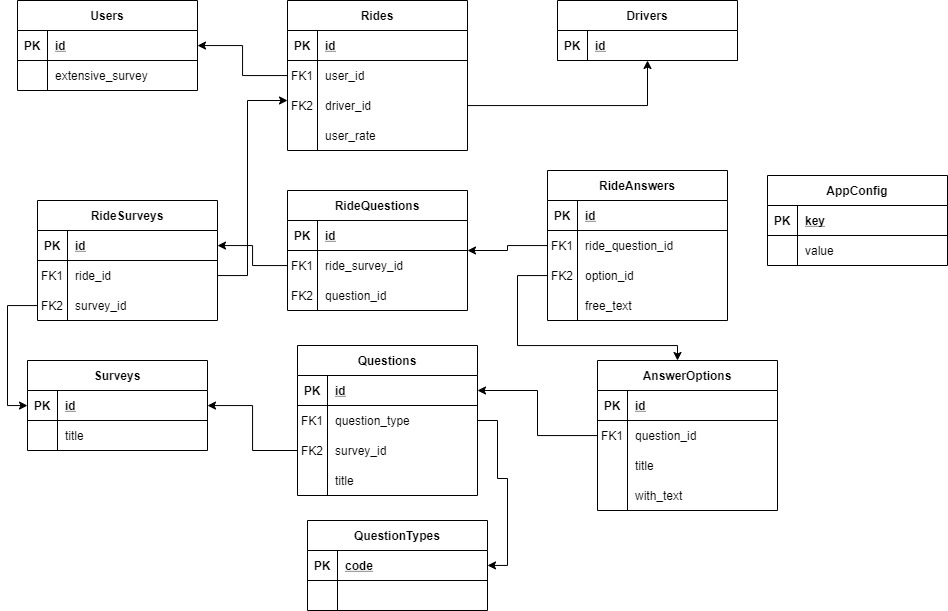 Users
PK id
extensive_survey
Rides
PK id
FK1 user_id
FK2 driver_id
user_rate
Drivers
PK id
RideSurveys
PK id
FK1 ride_id
FK2 survey_id
RideQuestions
PK id
FK1 ride_survey_id
FK2 question_id
RideAnswers
PK id
FK1 ride_question_id
FK2 option_id
free_text
AppConfig
PK key
value
Surveys
PK id
title
Questions
PK id
FK1 question_type
FK2 survey_id
title
AnswerOptions
PK id
FK1 question_id
title
with_text
QuestionTypes
PK code